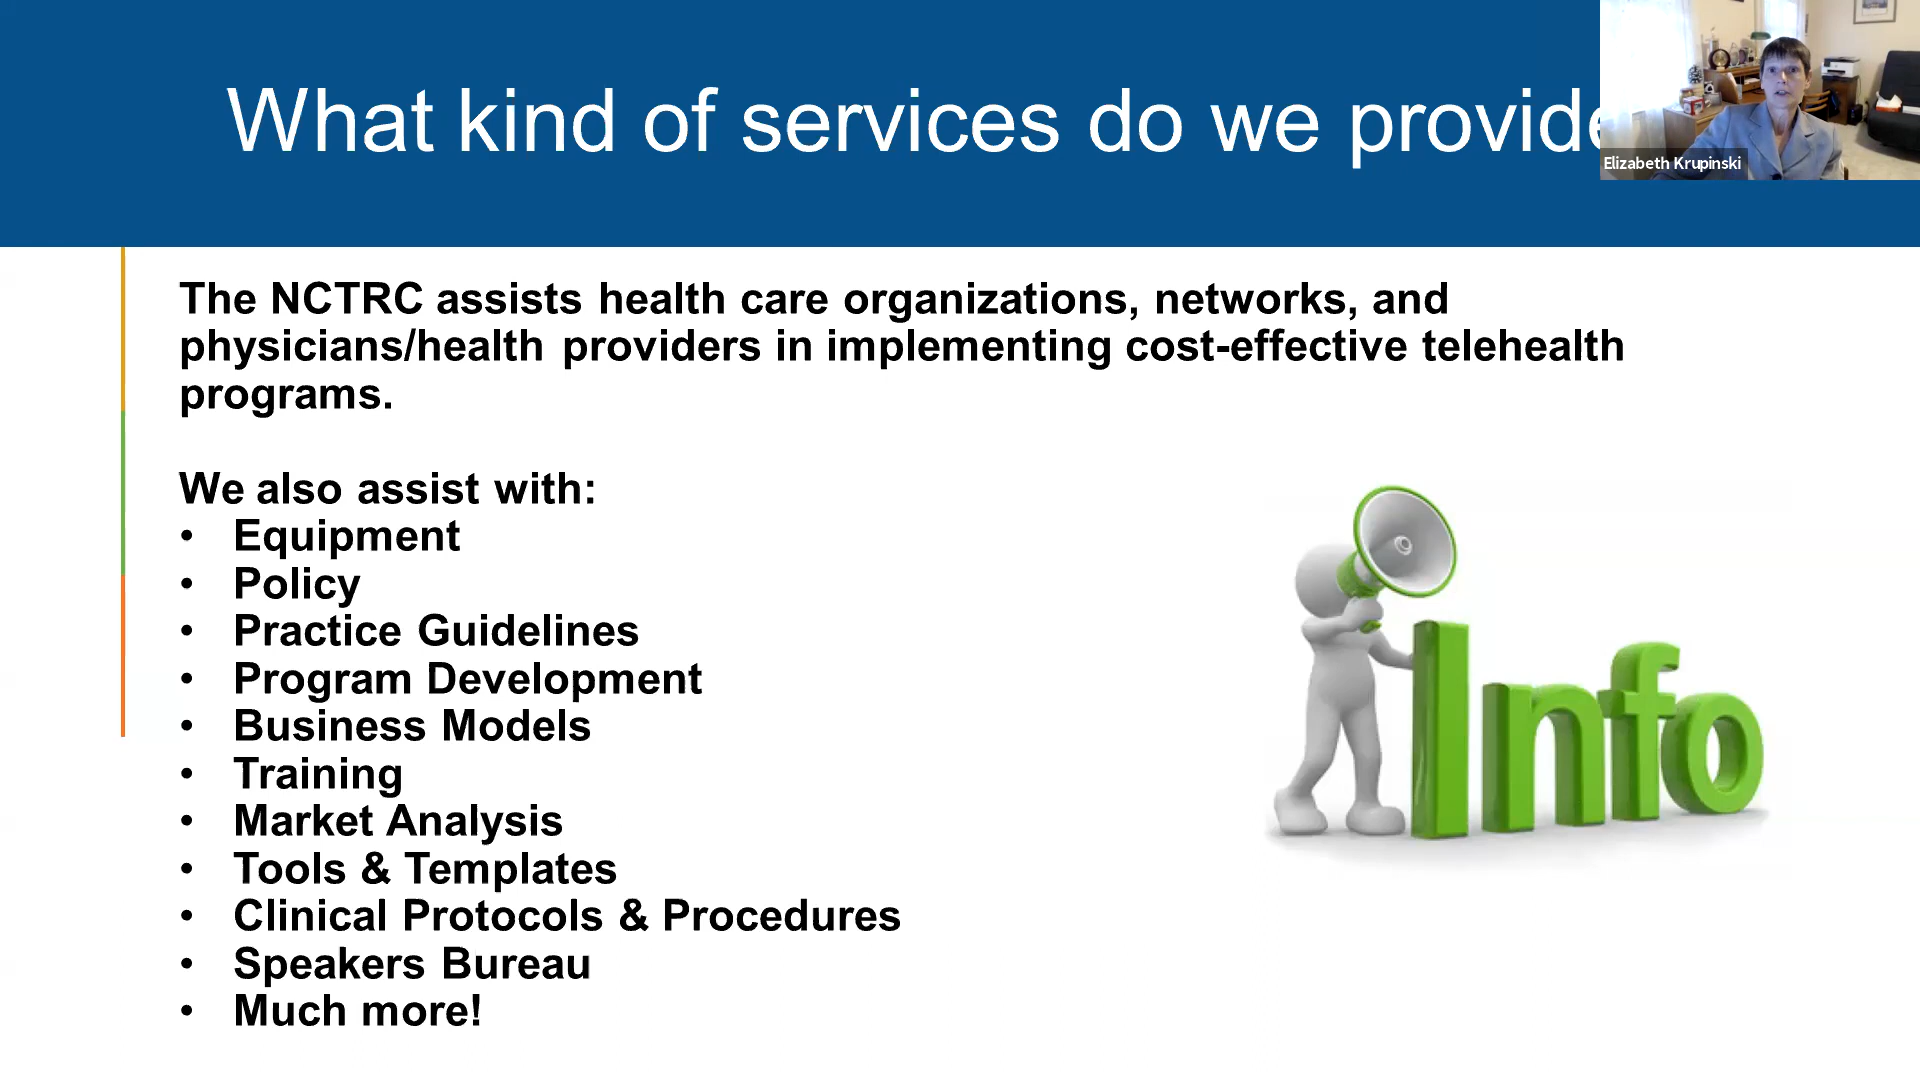 What kind of services do we provide
Elizabeth Krupinski
The NCTRC assists health care organizations, networks, and
physicians/health providers in implementing cost-effective telehealth
programs.
We also assist with:
• Equipment
• Policy
• Practice Guidelines
• Program Development
• Business Models
• Training
• Market Analysis
• Tools & Templates
• Clinical Protocols & Procedures
• Speakers Bureau
• Much more!
Info